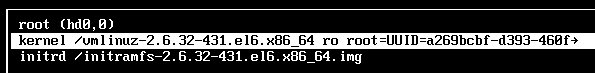 root (hd0,0)
kernel /vmlinuz-2.6.32-431.el6.x86_64 ro root=UUID=a269bcbf-d393-460f→
initrd /initramfs-2.6.32-431.el6.x86_64.img